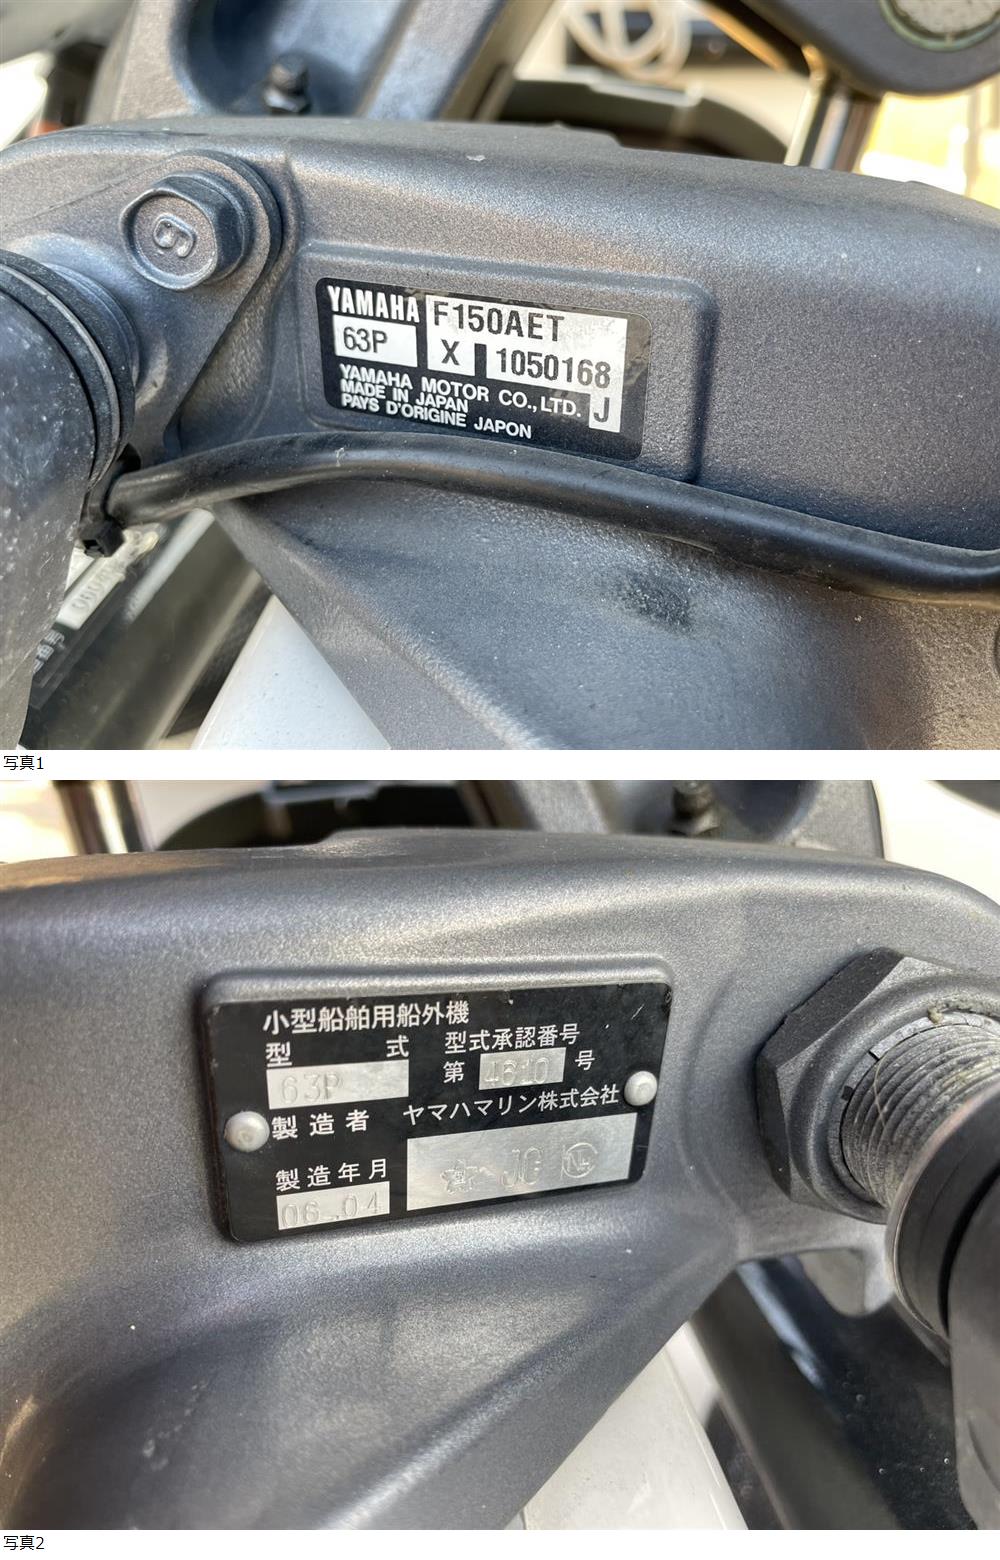 YAMAHA F150AET
63P X 1050168
YAMAHA MOTOR CO., LTD. J
MADE IN JAPAN
PAYS D'ORIGINE JAPON
写真1
小型船舶用船外機
型式 型式承認番号
63P 第 4610 号
製造者 ヤマハマリン株式会社
製造年月 JG NL
06.04
写真2